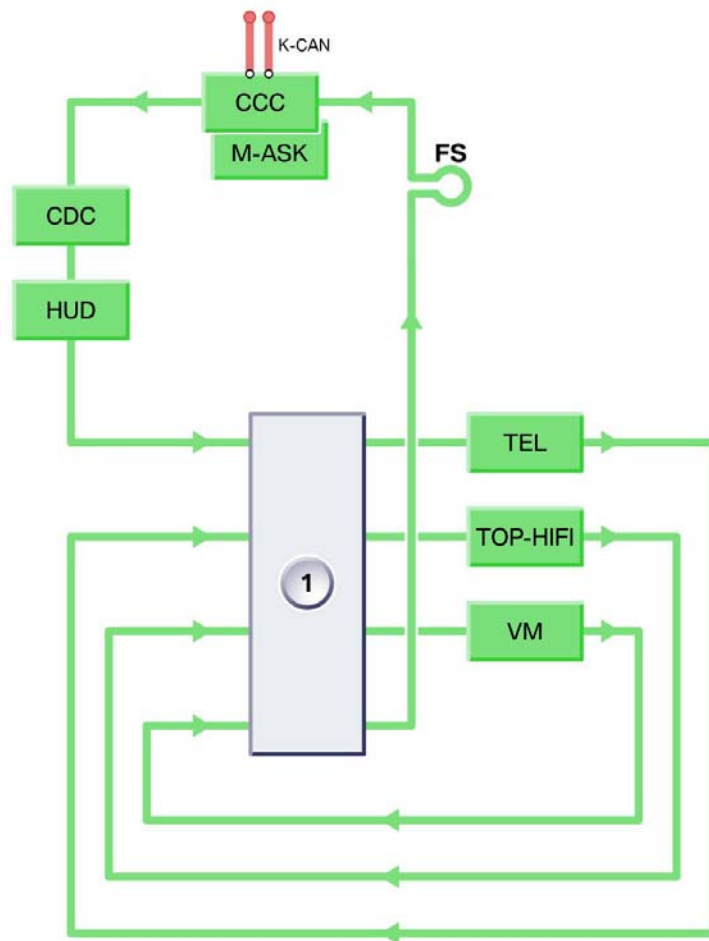 K-CAN
CCC
M-ASK
FS
CDC
HUD
TEL
TOP-HIFI
1
VM